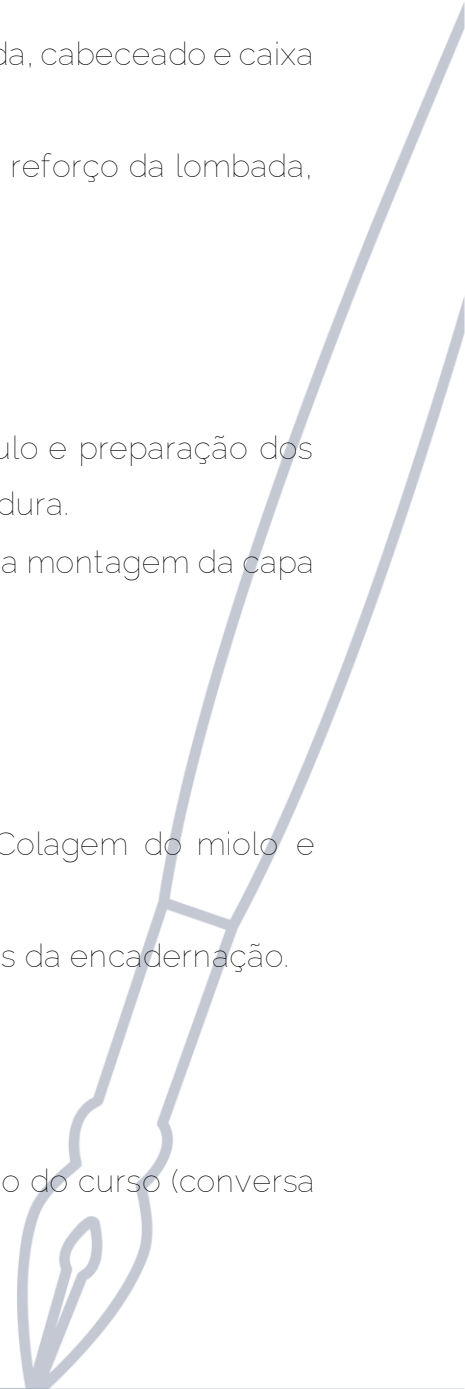 da, cabeceado e caixa
reforço da lombada,
ulo e preparação dos
dura.
a montagem da capa
Colagem do miolo e
s da encadernação.
o do curso (conversa